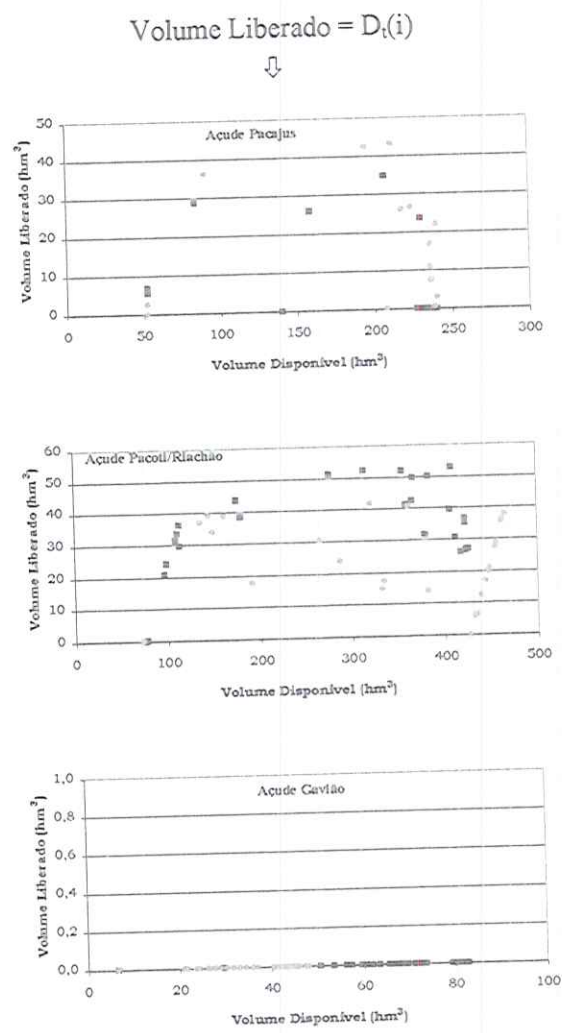 Volume Liberado = Dₜ(i)
50
Açude Pacajus
40
30
20
10
0
Volume Liberado (hm³)
0 50 100 150 200 250 300
Volume Disponível (hm³)
60
Açude Pacoti/Riachão
50
40
30
20
10
0
Volume Liberado (hm³)
0 100 200 300 400 500
Volume Disponível (hm³)
1,0
Açude Gavião
0,8
0,6
0,4
0,2
0,0
Volume Liberado (hm³)
0 20 40 60 80 100
Volume Disponível (hm³)